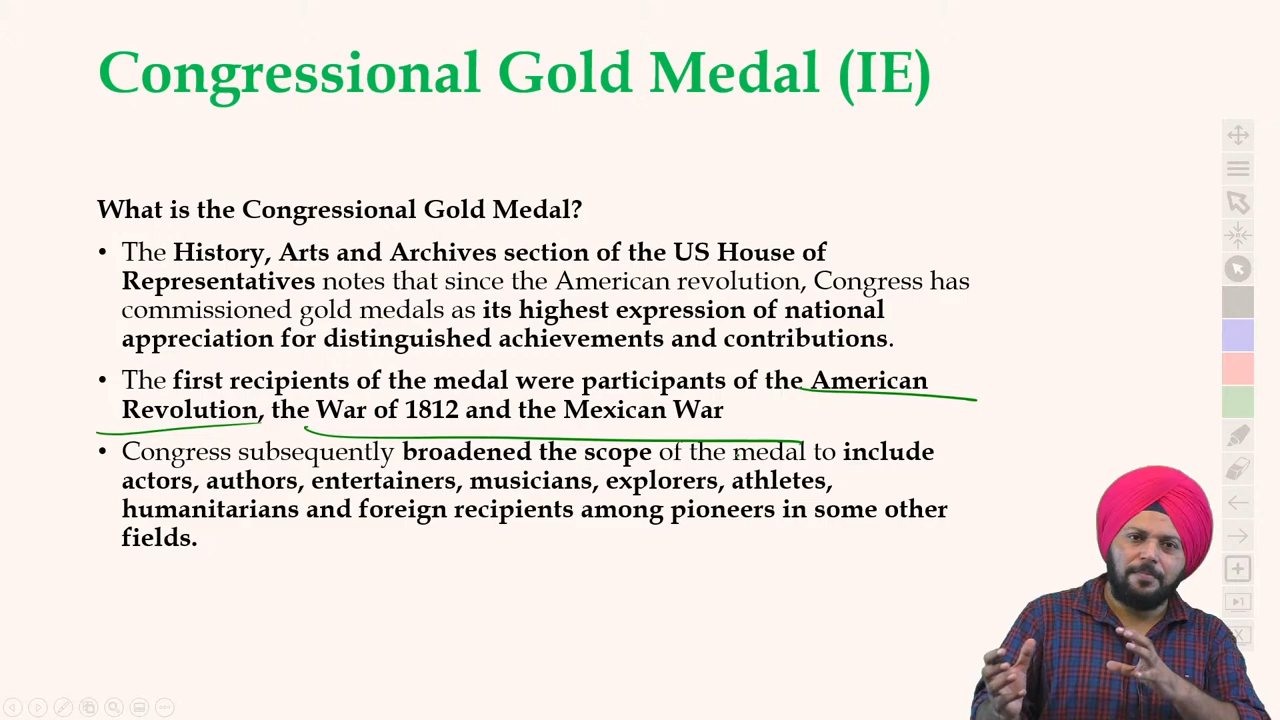 Congressional Gold Medal (IE)
What is the Congressional Gold Medal?
• The History, Arts and Archives section of the US House of
Representatives notes that since the American revolution, Congress has
commissioned gold medals as its highest expression of national
appreciation for distinguished achievements and contributions.
• The first recipients of the medal were participants of the American
Revolution, the War of 1812 and the Mexican War
• Congress subsequently broadened the scope of the medal to include
actors, authors, entertainers, musicians, explorers, athletes,
humanitarians and foreign recipients among pioneers in some other
fields.